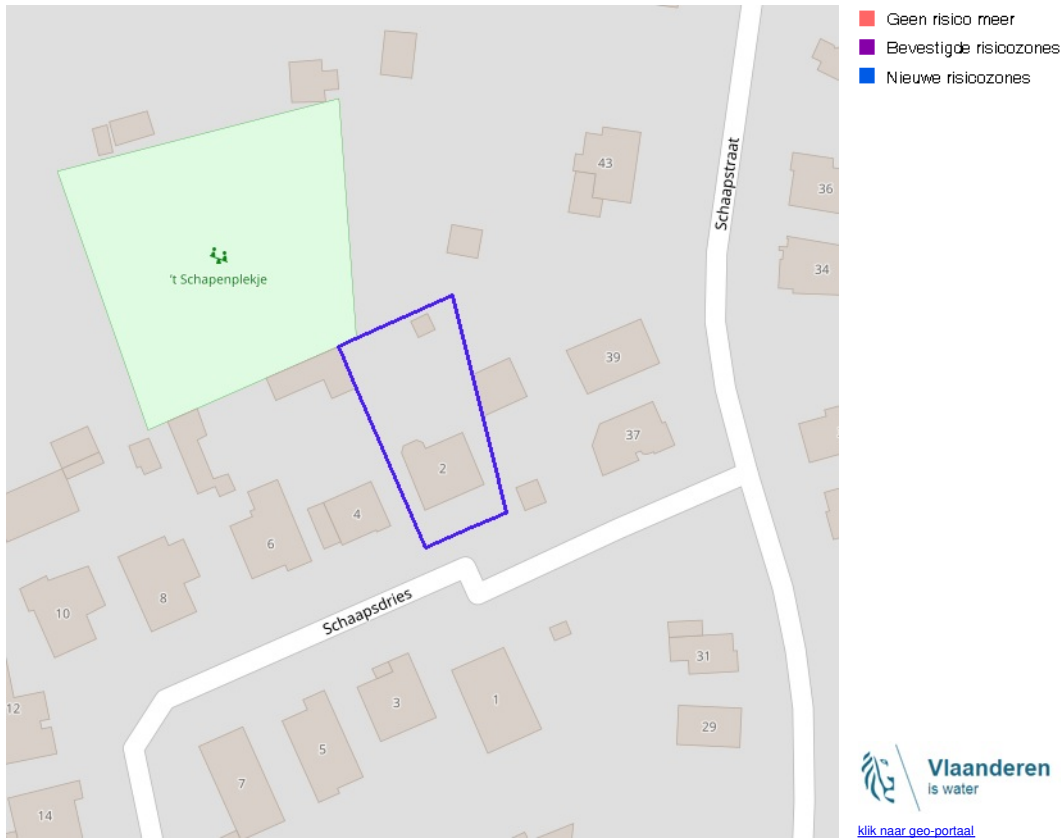 Geen risico meer
Bevestigde risicozones
Nieuwe risicozones
43
Schaapstraat
36
't Schapenplekje
34
39
37
2
4
6
8
10
Schaapsdries
31
12
3
1
29
5
7
14
Vlaanderen
is water
klik naar geo-portaal